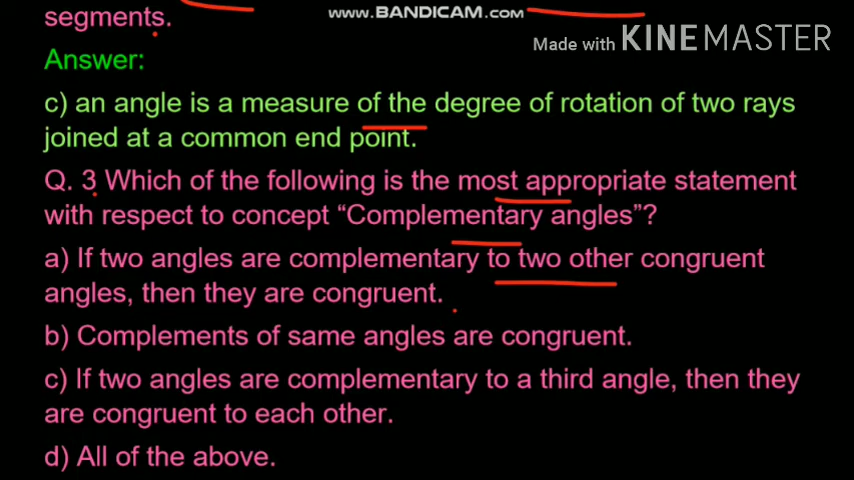 segments.
www.BANDICAM.com
Made with KINEMASTER
Answer:
c) an angle is a measure of the degree of rotation of two rays
joined at a common end point.
Q. 3 Which of the following is the most appropriate statement
with respect to concept “Complementary angles”?
a) If two angles are complementary to two other congruent
angles, then they are congruent.
b) Complements of same angles are congruent.
c) If two angles are complementary to a third angle, then they
are congruent to each other.
d) All of the above.